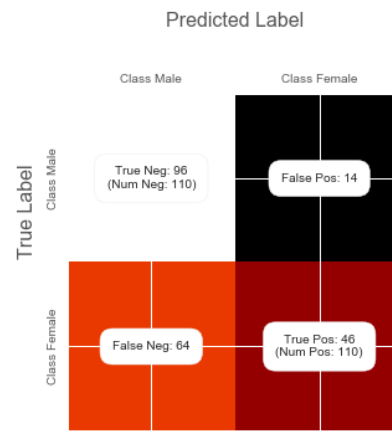 Predicted Label
Class Male
Class Female
True Label
Class Male
True Neg: 96
(Num Neg: 110)
False Pos: 14
Class Female
False Neg: 64
True Pos: 46
(Num Pos: 110)